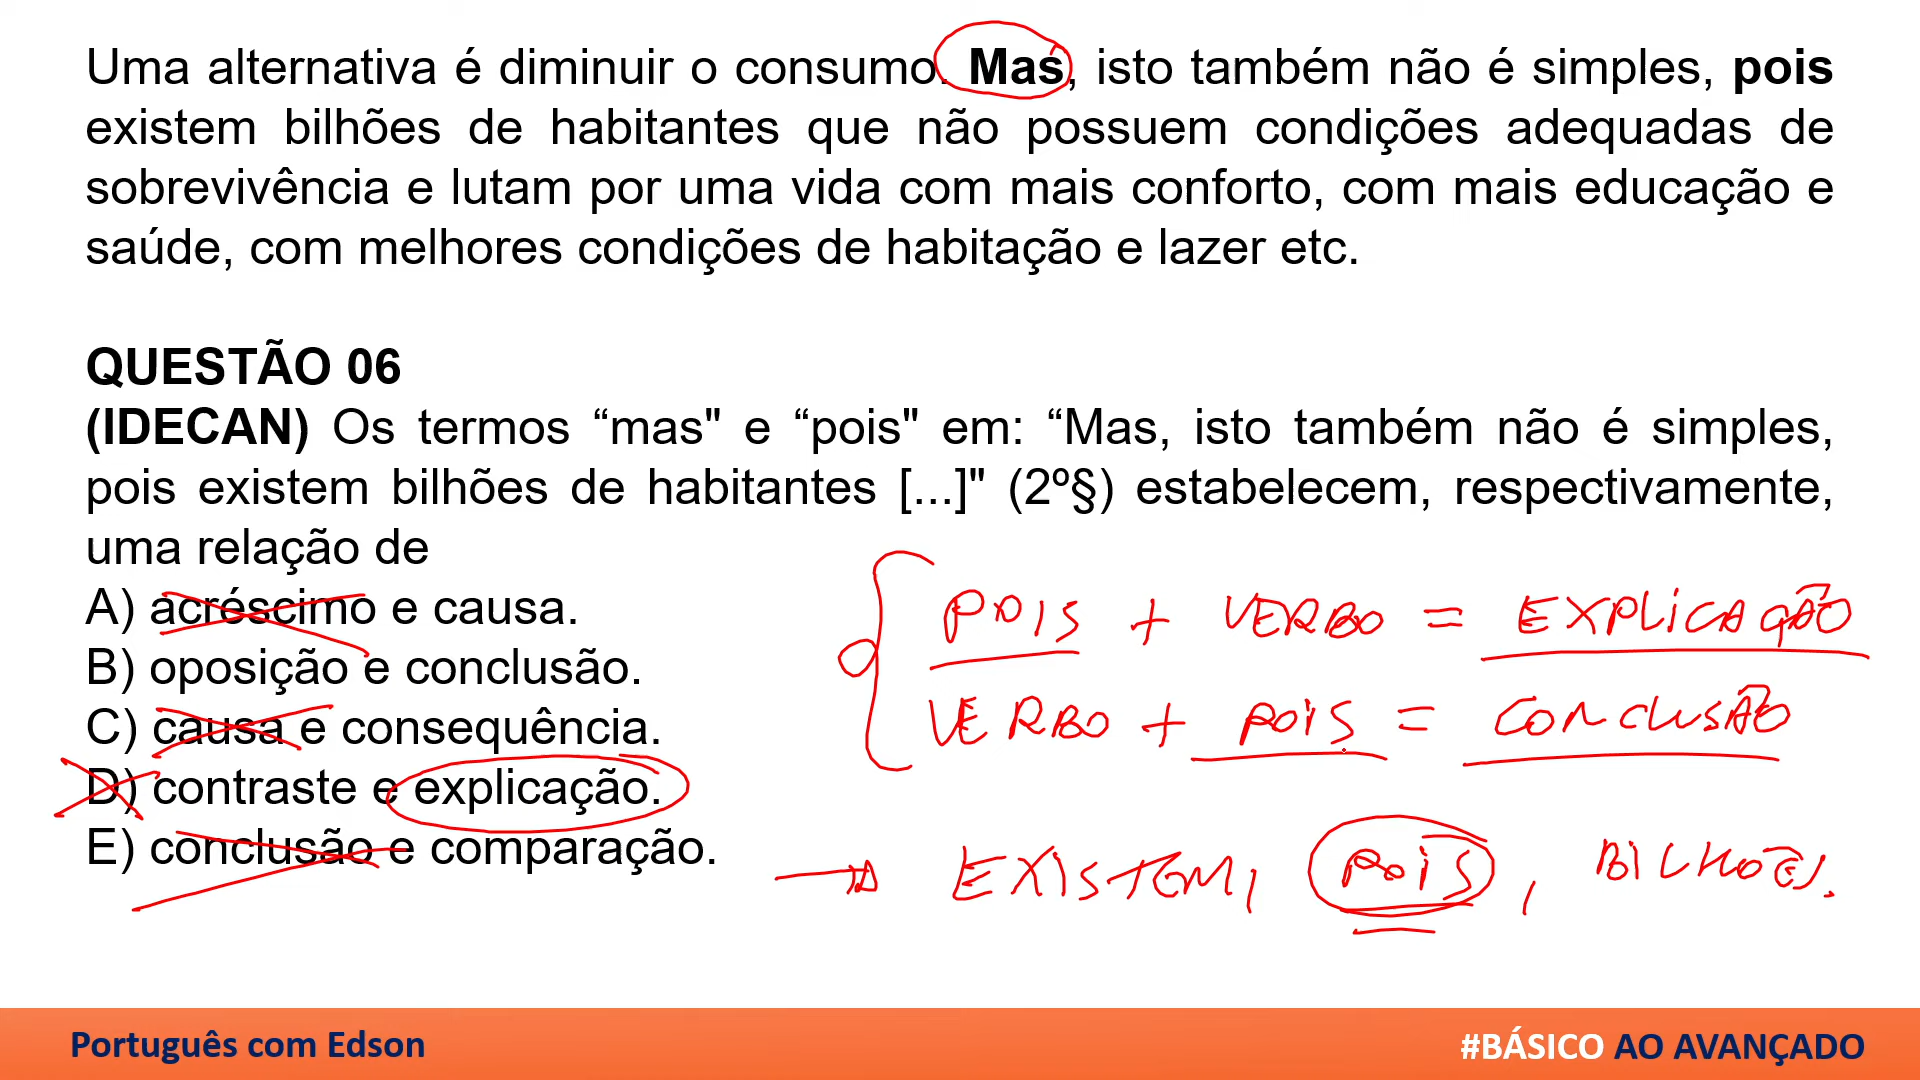 Uma alternativa é diminuir o consumo. Mas, isto também não é simples, pois
existem bilhões de habitantes que não possuem condições adequadas de
sobrevivência e lutam por uma vida com mais conforto, com mais educação e
saúde, com melhores condições de habitação e lazer etc.
QUESTÃO 06
(IDECAN) Os termos “mas" e “pois" em: “Mas, isto também não é simples,
pois existem bilhões de habitantes [...]" (2º§) estabelecem, respectivamente,
uma relação de
A) acréscimo e causa.
B) oposição e conclusão.
C) causa e consequência.
D) contraste e explicação.
E) conclusão e comparação.
POIS + VERBO = EXPLICAÇÃO
VERBO + POIS = CONCLUSÃO
EXISTEM, POIS, BILHÕES.
Português com Edson
#BÁSICO AO AVANÇADO